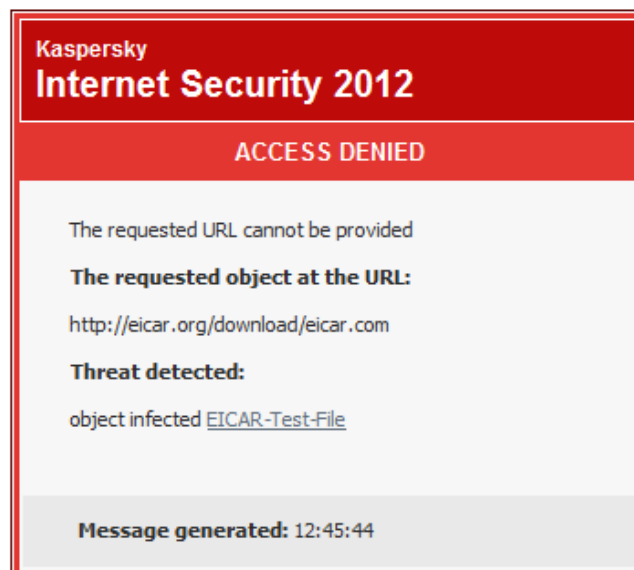 Kaspersky
Internet Security 2012
ACCESS DENIED
The requested URL cannot be provided
The requested object at the URL:
http://eicar.org/download/eicar.com
Threat detected:
object infected EICAR-Test-File
Message generated: 12:45:44